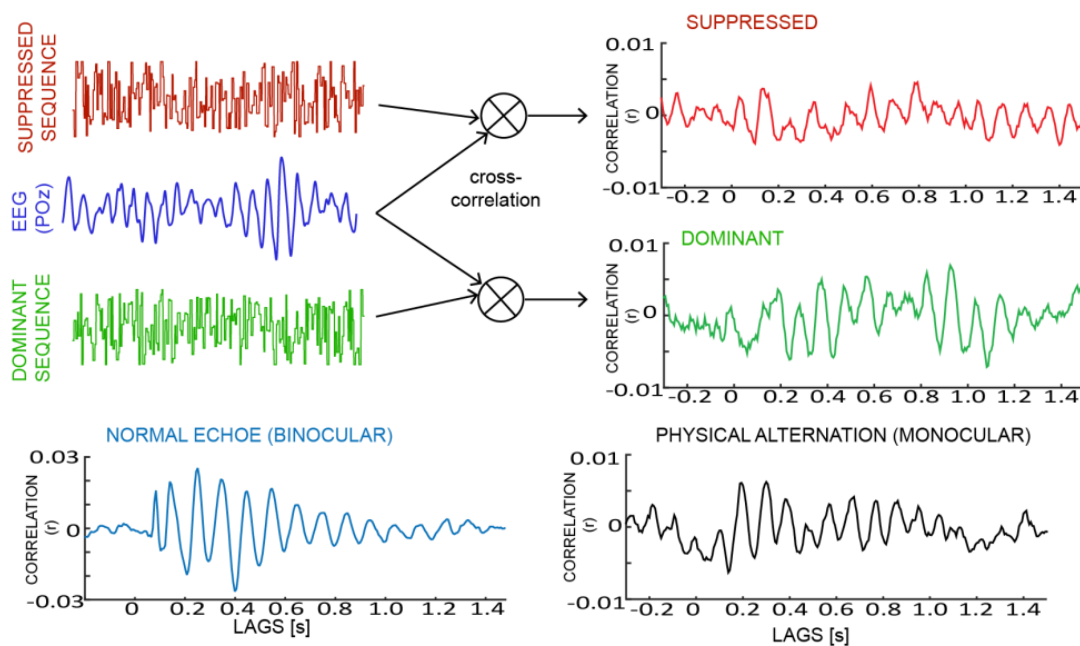 SUPPRESSED
SEQUENCE
EEG
(POz)
DOMINANT
SEQUENCE
cross-
correlation
SUPPRESSED
CORRELATION
(r)
0.01
0
-0.01
-0.2 0 0.2 0.4 0.6 0.8 1.0 1.2 1.4
DOMINANT
CORRELATION
(r)
0.01
0
-0.01
-0.2 0 0.2 0.4 0.6 0.8 1.0 1.2 1.4
NORMAL ECHOE (BINOCULAR)
CORRELATION
(r)
0.03
0
-0.03
0 0.2 0.4 0.6 0.8 1.0 1.2 1.4
LAGS [s]
PHYSICAL ALTERNATION (MONOCULAR)
CORRELATION
(r)
0.01
0
-0.01
-0.2 0 0.2 0.4 0.6 0.8 1.0 1.2 1.4
LAGS [s]